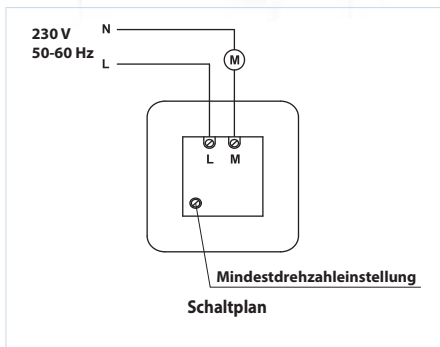 230 V
50-60 Hz
N
L
M
L M
Mindestdrehzahleinstellung
Schaltplan